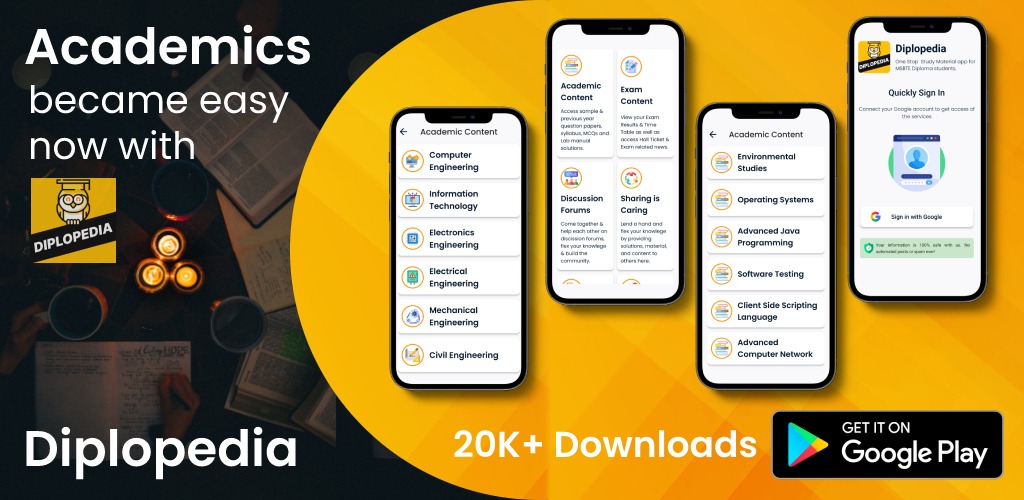 Academics
became easy
now with
DIPLOPEDIA
Diplopedia
Academic Content
Computer
Engineering
Information
Technology
Electronics
Engineering
Electrical
Engineering
Mechanical
Engineering
Civil Engineering
Academic
Content
Access sample &
previous year
question papers,
syllabus, MCQs and
Lab manual
solutions.
Exam
Content
View your Exam
Results & Time
Table as well as
access Hall Ticket &
Exam related news.
Discussion
Forums
Come together &
help each other on
discission forums,
flex your knowlege
& build the
community.
Sharing is
Caring
Lend a hand and
flex your knowlege
by providing
solutions, material,
and content to
others here.
Academic Content
Environmental
Studies
Operating Systems
Advanced Java
Programming
Software Testing
Client Side Scripting
Language
Advanced
Computer Network
DIPLOPEDIA
Diplopedia
One Stop Study Material app for
MSBTE Diploma students.
Quickly Sign In
Connect your Google account to get access of
the services.
Sign in with Google
Your information is 100% safe with us. No
automated posts or spam ever!
20K+ Downloads
GET IT ON
Google Play